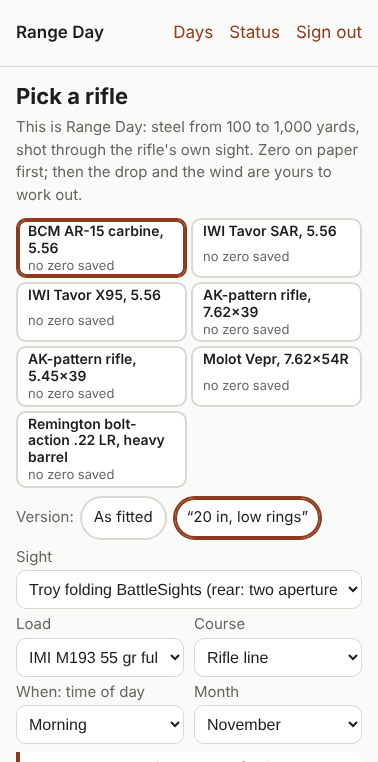 Range Day
Days Status Sign out
Pick a rifle
This is Range Day: steel from 100 to 1,000 yards,
shot through the rifle's own sight. Zero on paper
first; then the drop and the wind are yours to
work out.
BCM AR-15 carbine,
5.56
no zero saved
IWI Tavor SAR, 5.56
no zero saved
IWI Tavor X95, 5.56
no zero saved
AK-pattern rifle,
7.62×39
no zero saved
AK-pattern rifle,
5.45×39
no zero saved
Molot Vepr, 7.62×54R
no zero saved
Remington bolt-
action .22 LR, heavy
barrel
no zero saved
Version: As fitted “20 in, low rings”
Sight
Troy folding BattleSights (rear: two aperture
Load
IMI M193 55 gr ful
Course
Rifle line
When: time of day
Morning
Month
November